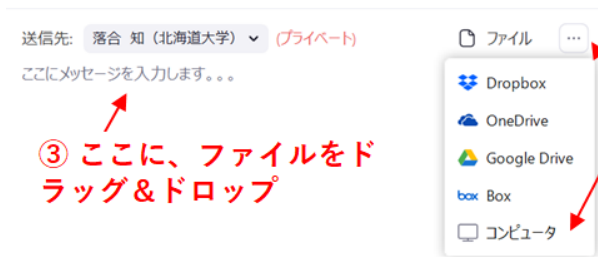 送信先: 落合 知（北海道大学） (プライベート) ファイル ...
ここにメッセージを入力します。。。
Dropbox
OneDrive
③ ここに、ファイルをド
ラッグ＆ドロップ
Google Drive
box Box
コンピュータ